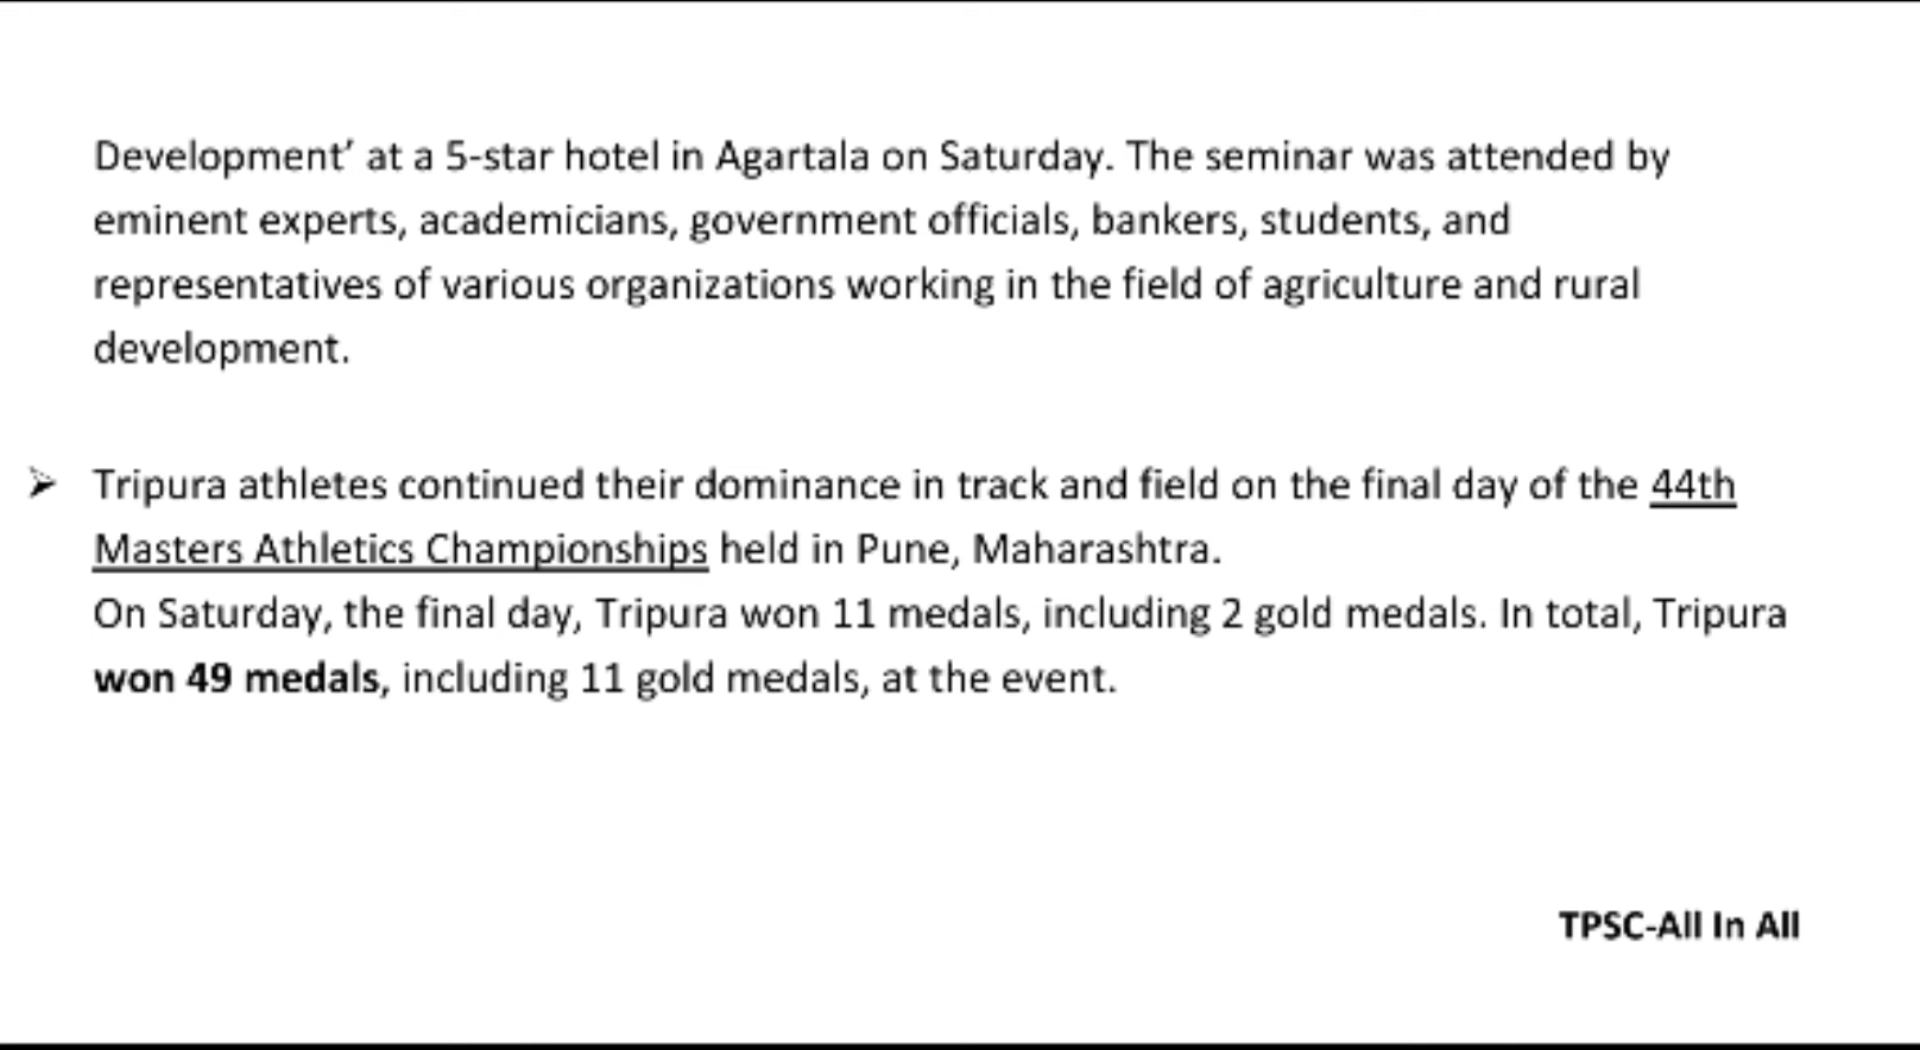 Development’ at a 5-star hotel in Agartala on Saturday. The seminar was attended by
eminent experts, academicians, government officials, bankers, students, and
representatives of various organizations working in the field of agriculture and rural
development.
➢ Tripura athletes continued their dominance in track and field on the final day of the 44th
Masters Athletics Championships held in Pune, Maharashtra.
On Saturday, the final day, Tripura won 11 medals, including 2 gold medals. In total, Tripura
won 49 medals, including 11 gold medals, at the event.
TPSC-All In All